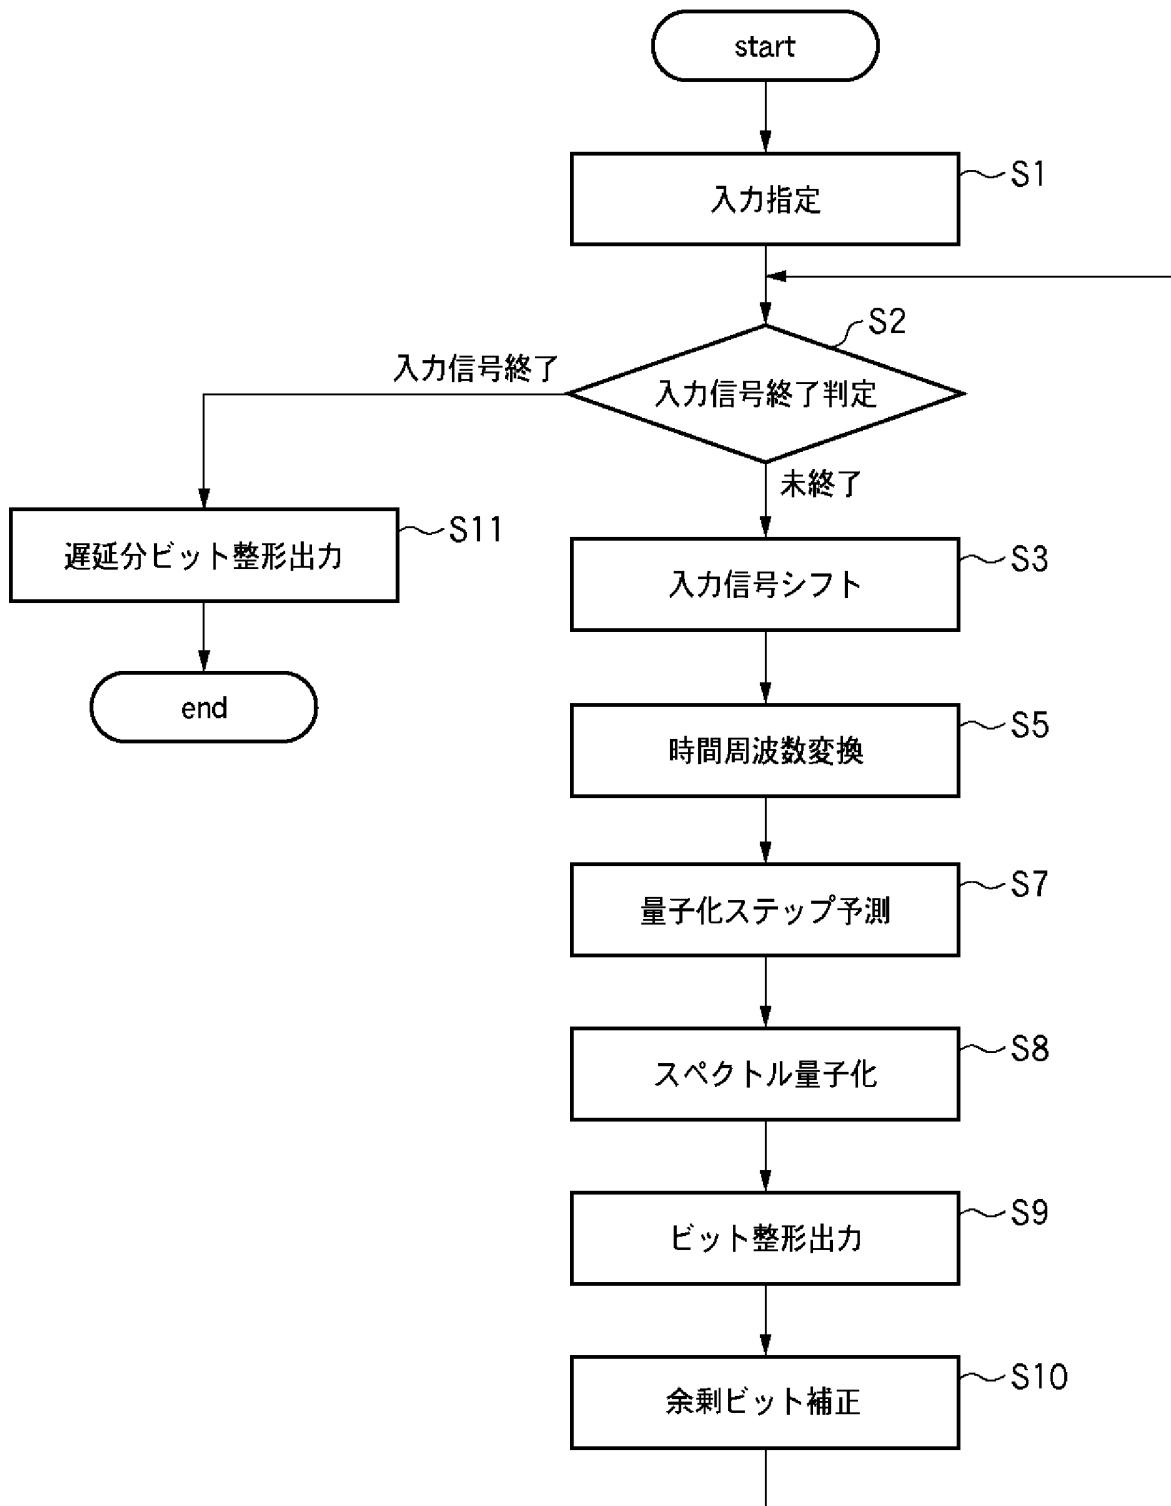 start
入力指定
S1
S2
入力信号終了
入力信号終了判定
未終了
遅延分ビット整形出力
S11
end
入力信号シフト
S3
時間周波数変換
S5
量子化ステップ予測
S7
スペクトル量子化
S8
ビット整形出力
S9
余剰ビット補正
S10